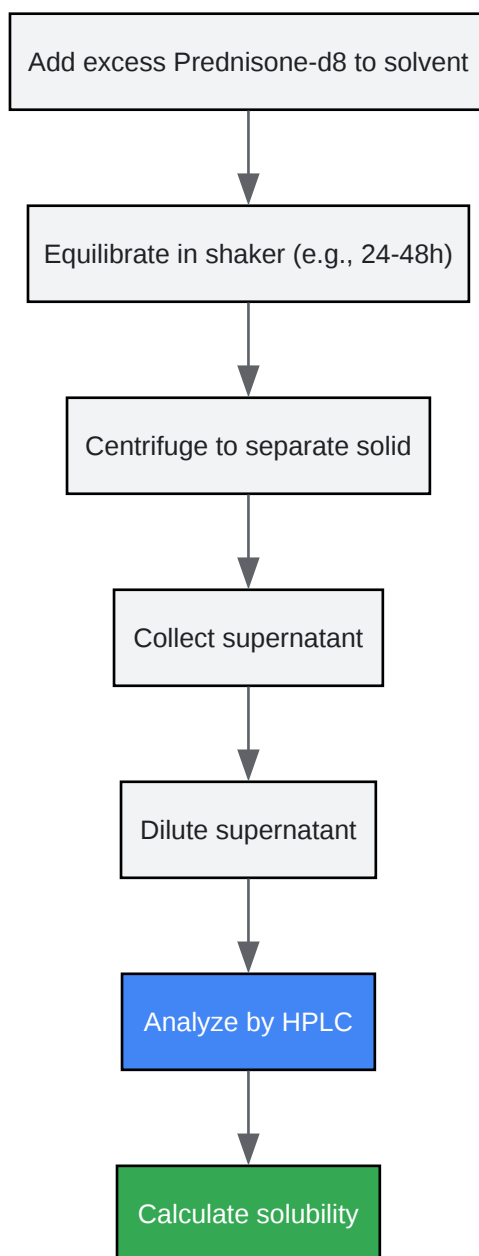 Add excess Prednisone-d8 to solvent
Equilibrate in shaker (e.g., 24-48h)
Centrifuge to separate solid
Collect supernatant
Dilute supernatant
Analyze by HPLC
Calculate solubility